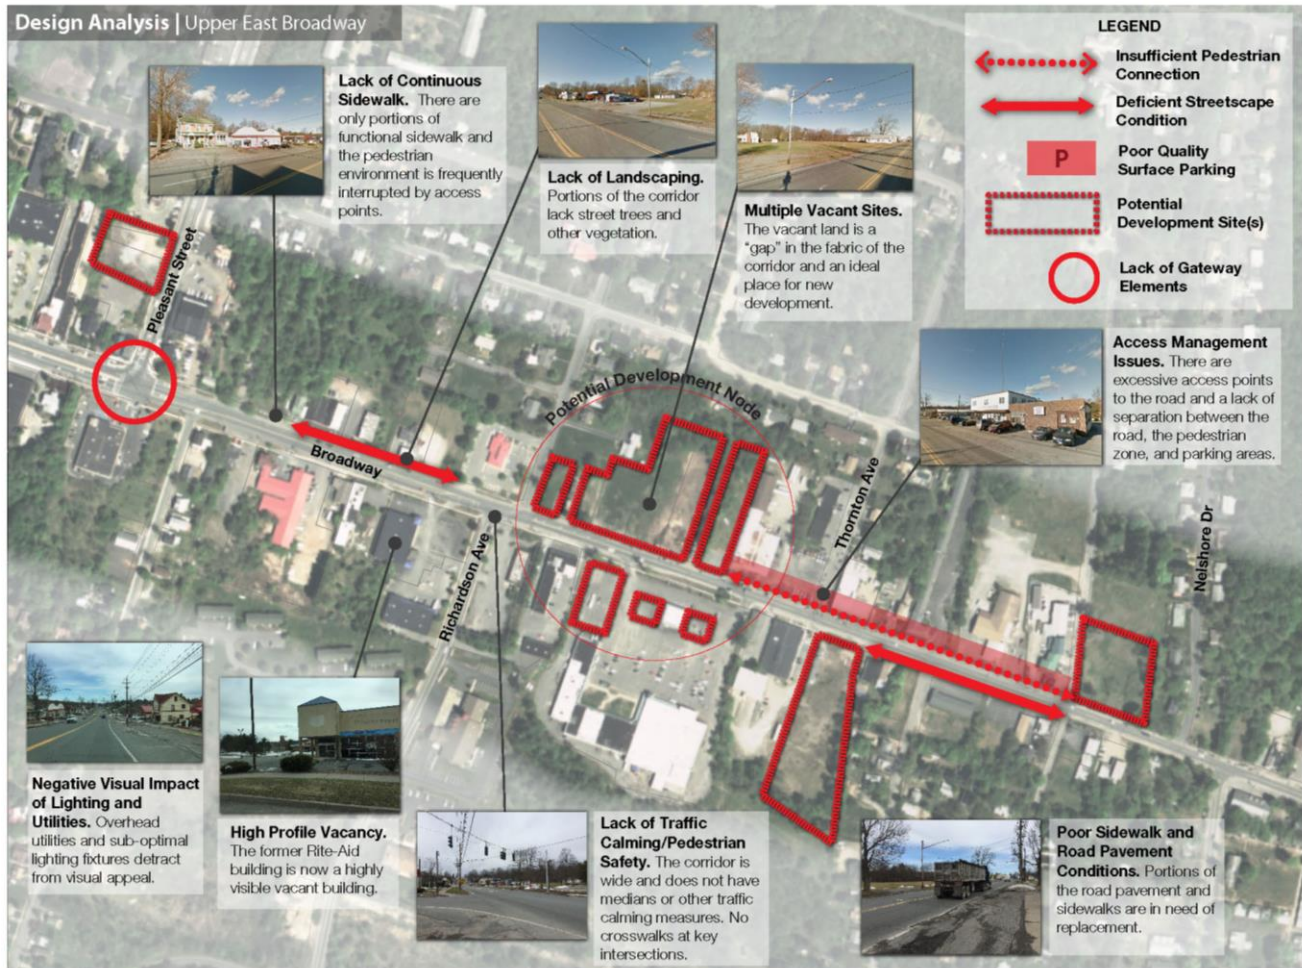 Design Analysis | Upper East Broadway
Lack of Continuous
Sidewalk. There are
only portions of
functional sidewalk and
the pedestrian
environment is frequently
interrupted by access
points.
Lack of Landscaping.
Portions of the corridor
lack street trees and
other vegetation.
Multiple Vacant Sites.
The vacant land is a
"gap" in the fabric of the
corridor and an ideal
place for new
development.
LEGEND
Insufficient Pedestrian
Connection
Deficient Streetscape
Condition
P
Poor Quality
Surface Parking
Potential
Development Site(s)
Lack of Gateway
Elements
Access Management
Issues. There are
excessive access points
to the road and a lack of
separation between the
road, the pedestrian
zone, and parking areas.
Pleasant Street
Broadway
Potential Development Node
Richardson Ave
Thornton Ave
Nelshore Dr
Negative Visual Impact
of Lighting and
Utilities. Overhead
utilities and sub-optimal
lighting fixtures detract
from visual appeal.
High Profile Vacancy.
The former Rite-Aid
building is now a highly
visible vacant building.
Lack of Traffic
Calming/Pedestrian
Safety. The corridor is
wide and does not have
medians or other traffic
calming measures. No
crosswalks at key
intersections.
Poor Sidewalk and
Road Pavement
Conditions. Portions of
the road pavement and
sidewalks are in need of
replacement.